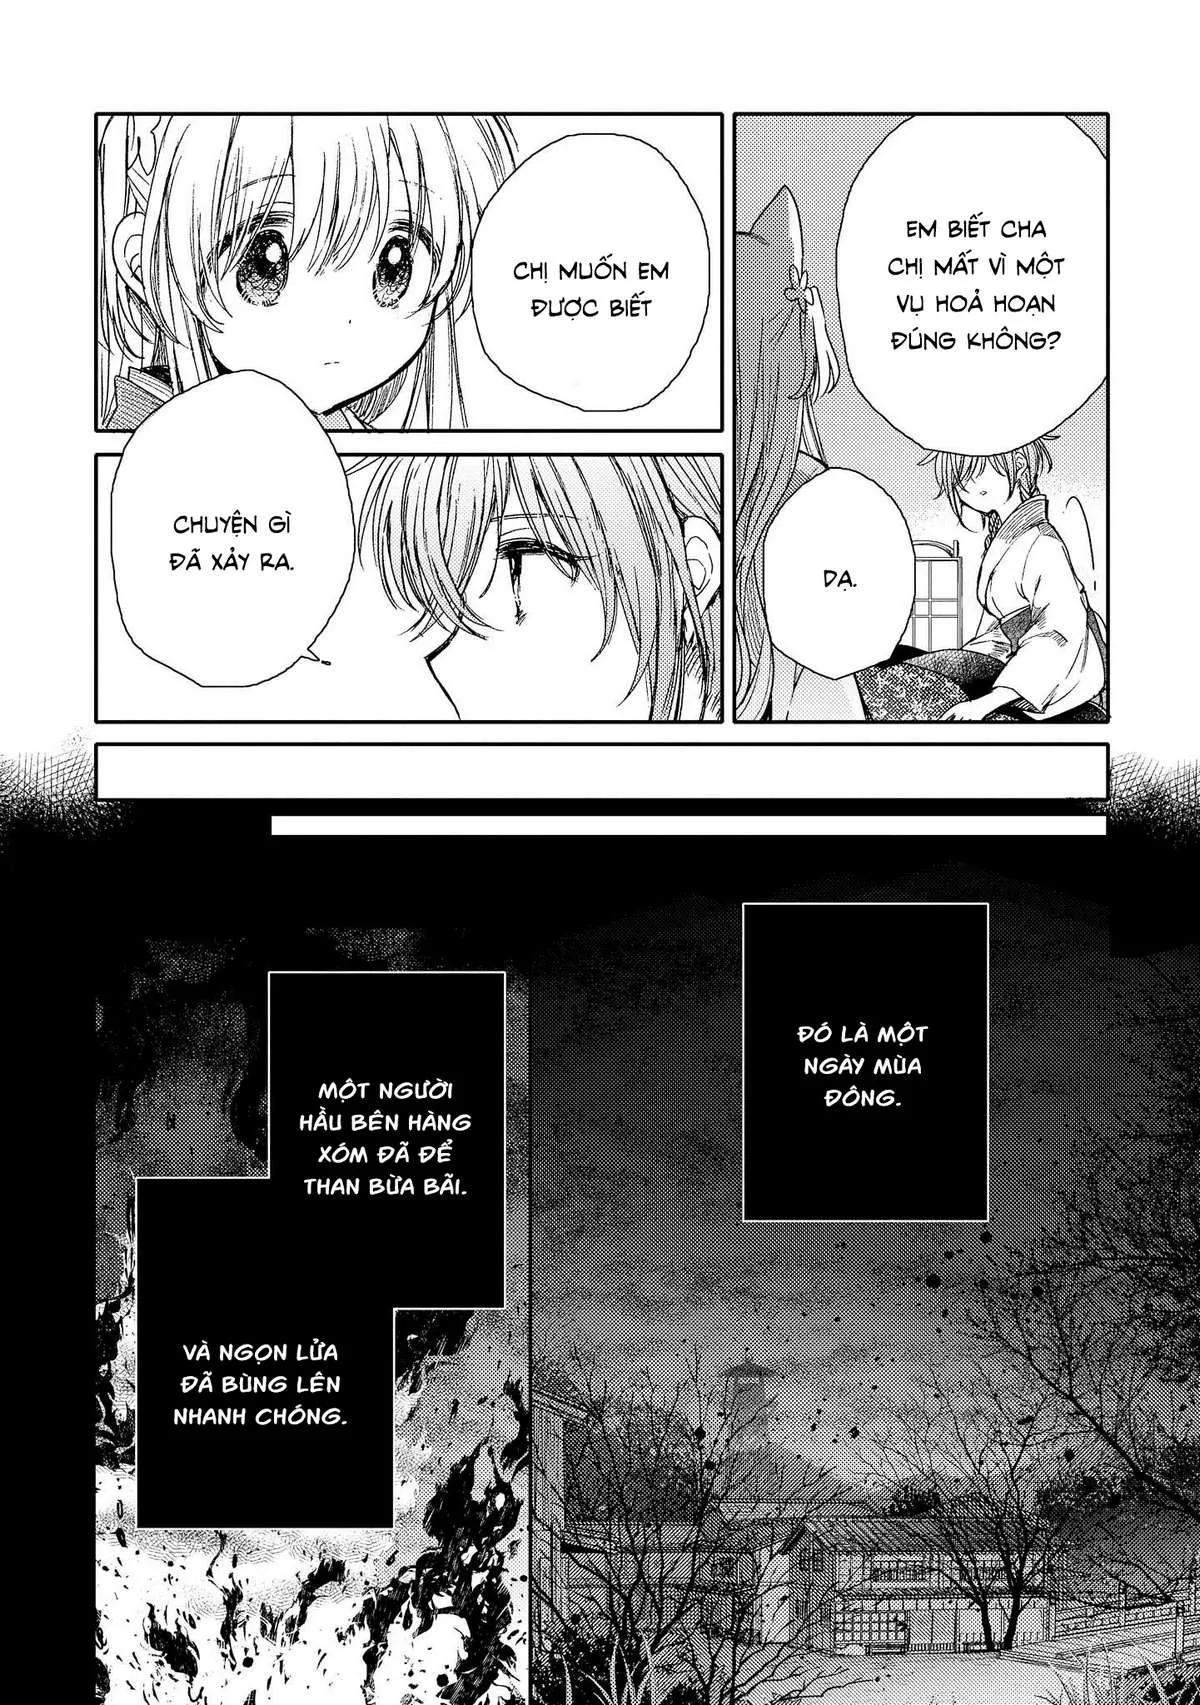 EM BIẾT CHA
CHỊ MẤT VÌ MỘT
VỤ HOẢ HOẠN
ĐÚNG KHÔNG?
DẠ.
CHỊ MUỐN EM
ĐƯỢC BIẾT
CHUYỆN GÌ
ĐÃ XẢY RA.
ĐÓ LÀ MỘT
NGÀY MÙA
ĐÔNG.
MỘT NGƯỜI
HẦU BÊN HÀNG
XÓM ĐÃ ĐỂ
THAN BỪA BÃI.
VÀ NGỌN LỬA
ĐÃ BÙNG LÊN
NHANH CHÓNG.